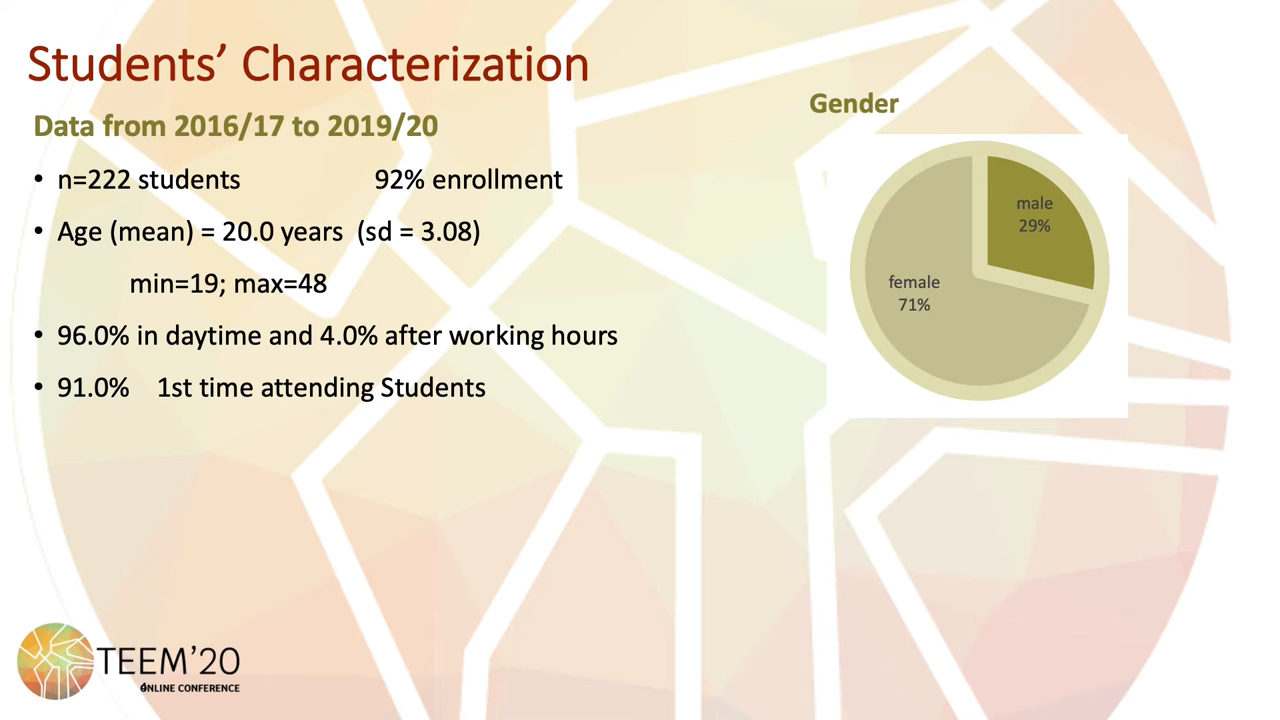 Students’ Characterization
Data from 2016/17 to 2019/20
• n=222 students 92% enrollment
• Age (mean) = 20.0 years (sd = 3.08)
min=19; max=48
• 96.0% in daytime and 4.0% after working hours
• 91.0% 1st time attending Students
Gender
male
29%
female
71%
TEEM’20
ONLINE CONFERENCE